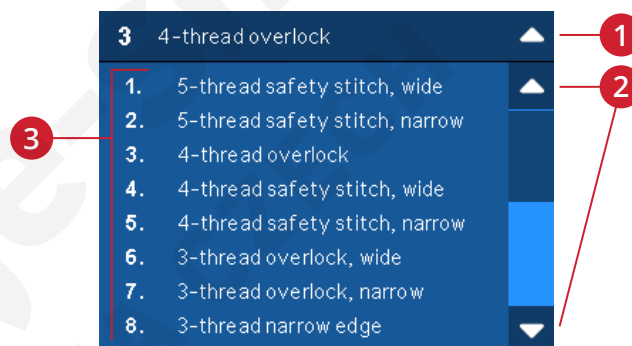 3 4-thread overlock
1
1. 5-thread safety stitch, wide
2
2. 5-thread safety stitch, narrow
3
3. 4-thread overlock
4. 4-thread safety stitch, wide
5. 4-thread safety stitch, narrow
6. 3-thread overlock, wide
7. 3-thread overlock, narrow
8. 3-thread narrow edge